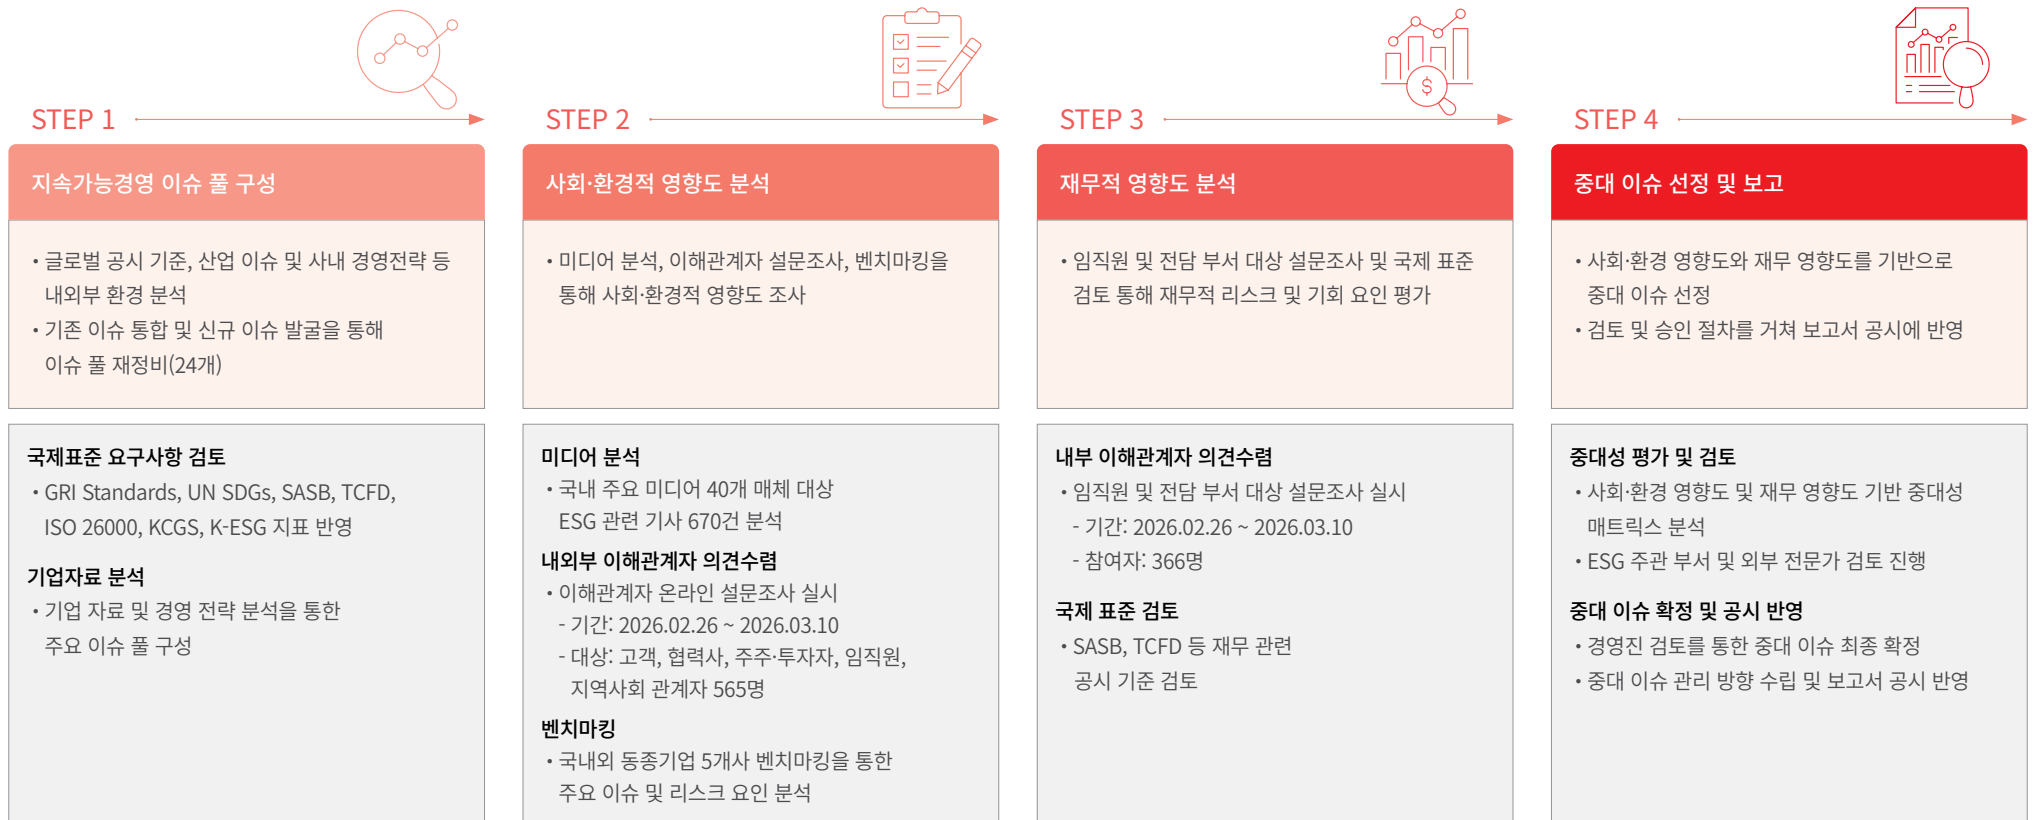 STEP 1
지속가능경영 이슈 풀 구성
• 글로벌 공시 기준, 산업 이슈 및 사내 경영전략 등
내외부 환경 분석
• 기존 이슈 통합 및 신규 이슈 발굴을 통해
이슈 풀 재정비(24개)
국제표준 요구사항 검토
• GRI Standards, UN SDGs, SASB, TCFD,
ISO 26000, KCGS, K-ESG 지표 반영
기업자료 분석
• 기업 자료 및 경영 전략 분석을 통한
주요 이슈 풀 구성
STEP 2
사회·환경적 영향도 분석
• 미디어 분석, 이해관계자 설문조사, 벤치마킹을
통해 사회·환경적 영향도 조사
미디어 분석
• 국내 주요 미디어 40개 매체 대상
ESG 관련 기사 670건 분석
내외부 이해관계자 의견수렴
• 이해관계자 온라인 설문조사 실시
- 기간: 2026.02.26 ~ 2026.03.10
- 대상: 고객, 협력사, 주주·투자자, 임직원,
지역사회 관계자 565명
벤치마킹
• 국내외 동종기업 5개사 벤치마킹을 통한
주요 이슈 및 리스크 요인 분석
STEP 3
재무적 영향도 분석
• 임직원 및 전담 부서 대상 설문조사 및 국제 표준
검토 통해 재무적 리스크 및 기회 요인 평가
내부 이해관계자 의견수렴
• 임직원 및 전담 부서 대상 설문조사 실시
- 기간: 2026.02.26 ~ 2026.03.10
- 참여자: 366명
국제 표준 검토
• SASB, TCFD 등 재무 관련
공시 기준 검토
$
STEP 4
중대 이슈 선정 및 보고
• 사회·환경 영향도와 재무 영향도를 기반으로
중대 이슈 선정
• 검토 및 승인 절차를 거쳐 보고서 공시에 반영
중대성 평가 및 검토
• 사회·환경 영향도 및 재무 영향도 기반 중대성
매트릭스 분석
• ESG 주관 부서 및 외부 전문가 검토 진행
중대 이슈 확정 및 공시 반영
• 경영진 검토를 통한 중대 이슈 최종 확정
• 중대 이슈 관리 방향 수립 및 보고서 공시 반영